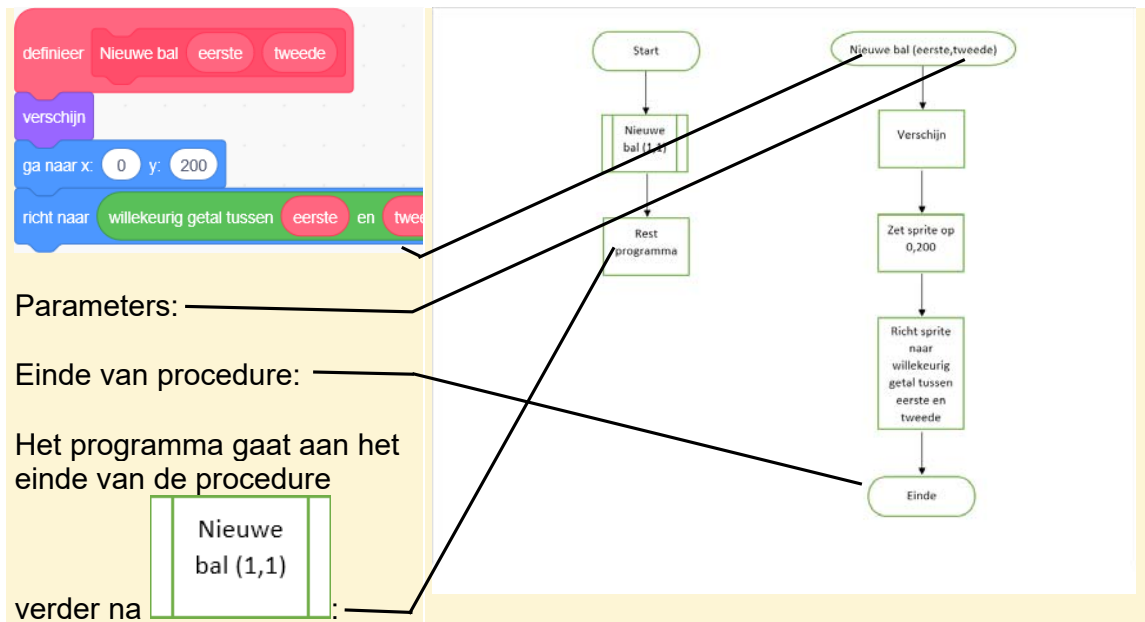 definieer Nieuwe bal eerste tweede
verschijn
ga naar x: 0 y: 200
richt naar willekeurig getal tussen eerste en
Parameters:
Einde van procedure:
Het programma gaat aan het
einde van de procedure
Nieuwe
bal (1,1)
verder na :
Start
Nieuwe
bal (1,1)
Rest
programma
Nieuwe bal (eerste,tweede)
Verschijn
Zet sprite op
0,200
Richt sprite
naar
willekeurig
getal tussen
eerste en
tweede
Einde